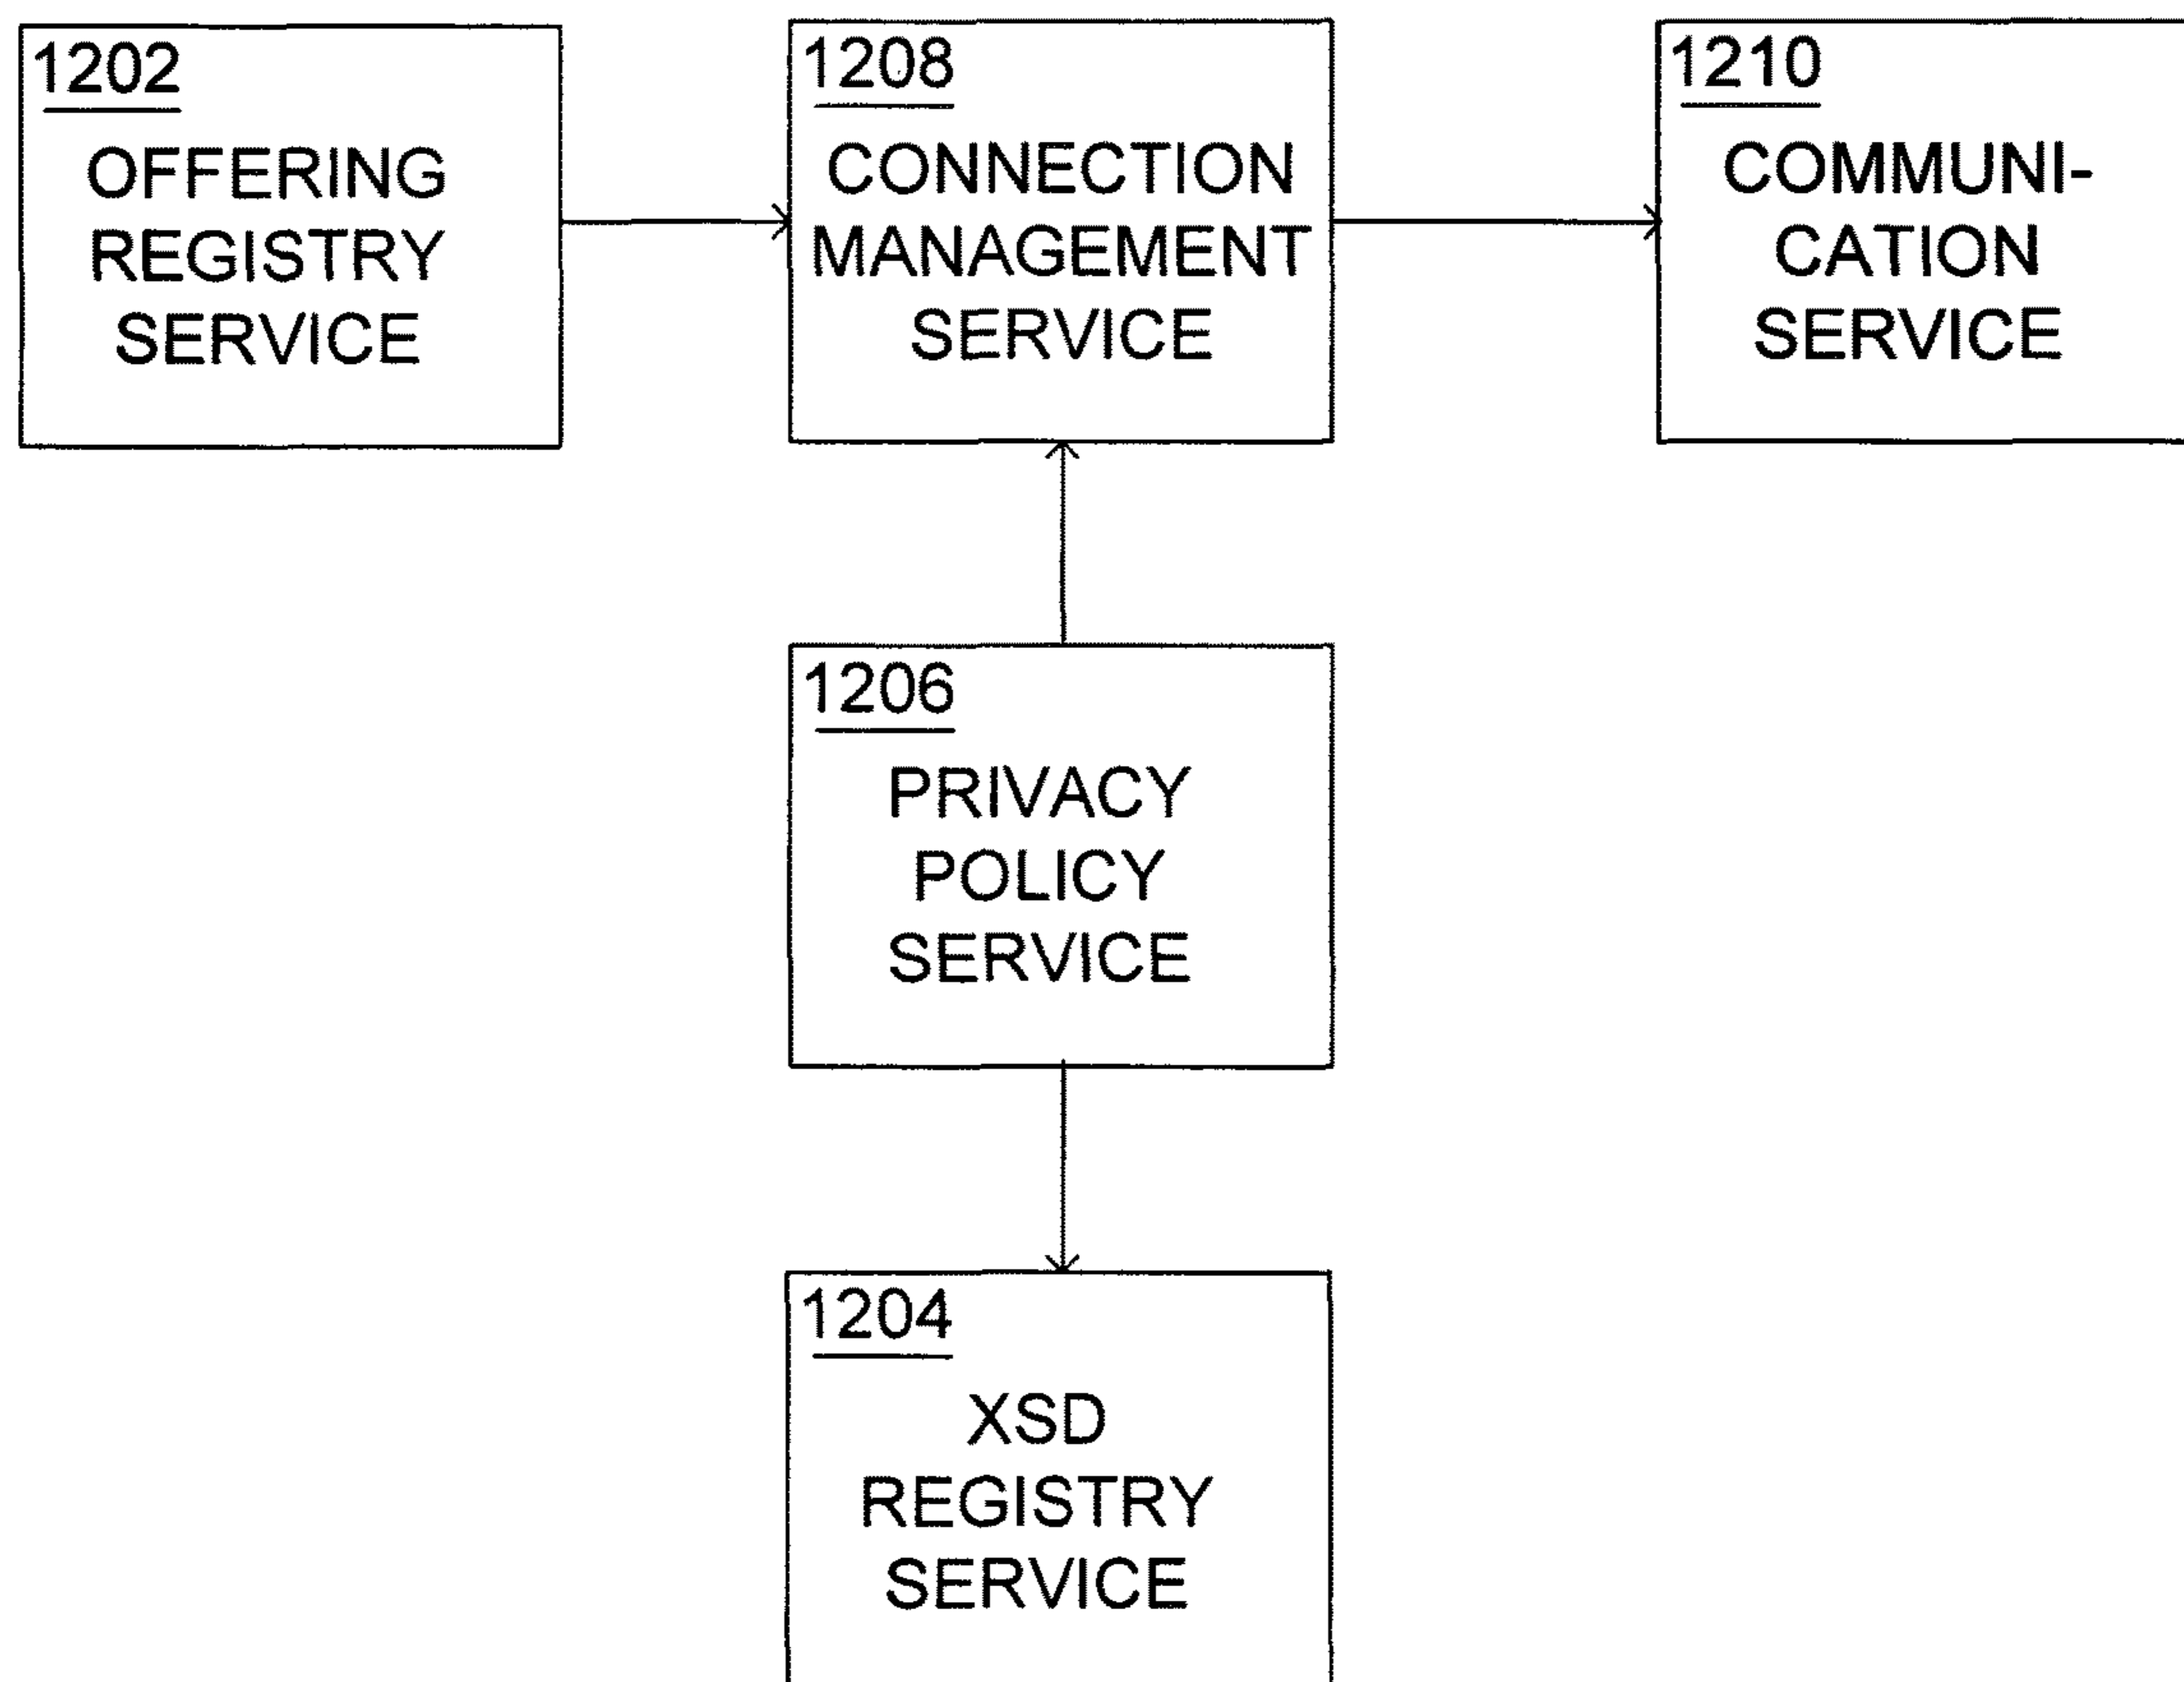 1202
OFFERING
REGISTRY
SERVICE
1208
CONNECTION
MANAGEMENT
SERVICE
1210
COMMUNI-
CATION
SERVICE
1206
PRIVACY
POLICY
SERVICE
1204
XSD
REGISTRY
SERVICE